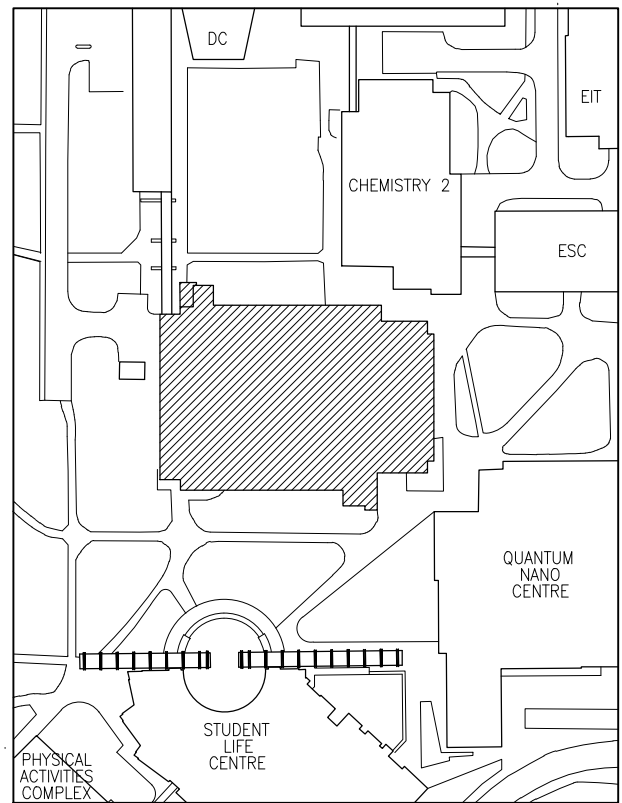 DC
EIT
CHEMISTRY 2
ESC
QUANTUM
NANO
CENTRE
STUDENT
LIFE
CENTRE
PHYSICAL
ACTIVITIES
COMPLEX